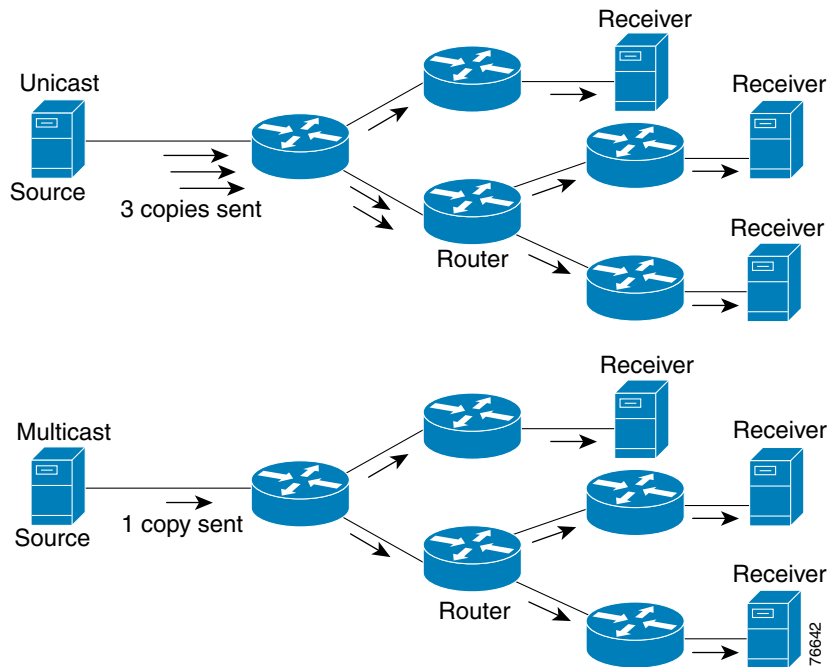 Receiver
Unicast
Receiver
Source
3 copies sent
Receiver
Router
Receiver
Multicast
Receiver
1 copy sent
Source
Receiver
Router
76642